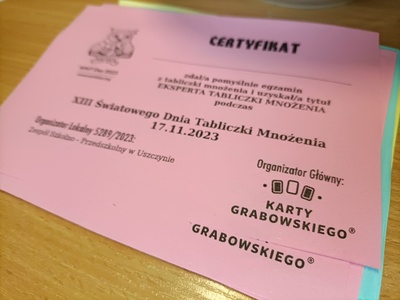 CERTYFIKAT
zdał/a pomyślnie egzamin
z tabliczki mnożenia i uzyskał/a tytuł
EKSPERTA TABLICZKI MNOŻENIA
podczas
XIII Światowego Dnia Tabliczki Mnożenia
17.11.2023
Organizator Lokalny 5289/2023:
Zespół Szkolno - Przedszkolny w Uszczynie
Organizator Główny:
KARTY
GRABOWSKIEGO®
GRABOWSKIEGO®